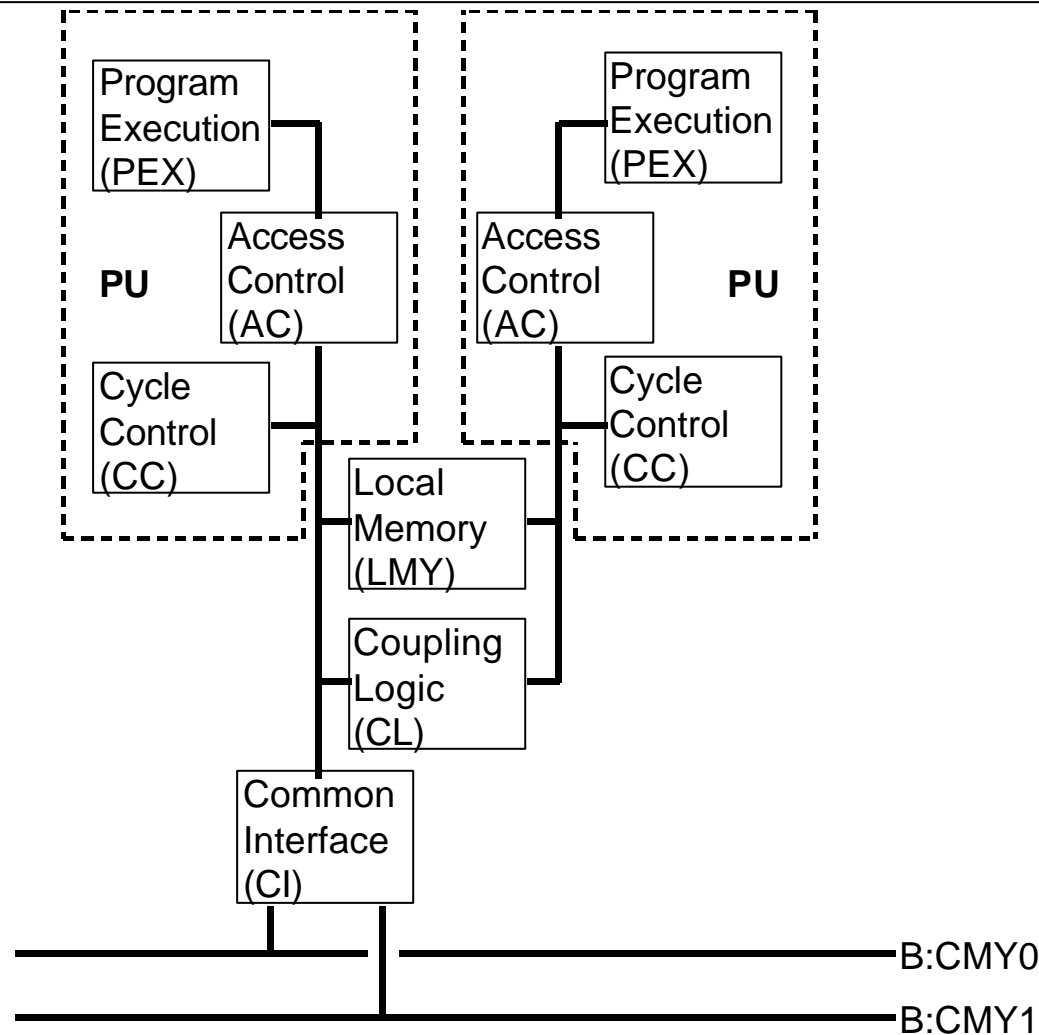 Program
Execution
(PEX)
Program
Execution
(PEX)
Access
Control
(AC)
Access
Control
(AC)
PU
PU
Cycle
Control
(CC)
Cycle
Control
(CC)
Local
Memory
(LMY)
Coupling
Logic
(CL)
Common
Interface
(CI)
B:CMY0
B:CMY1